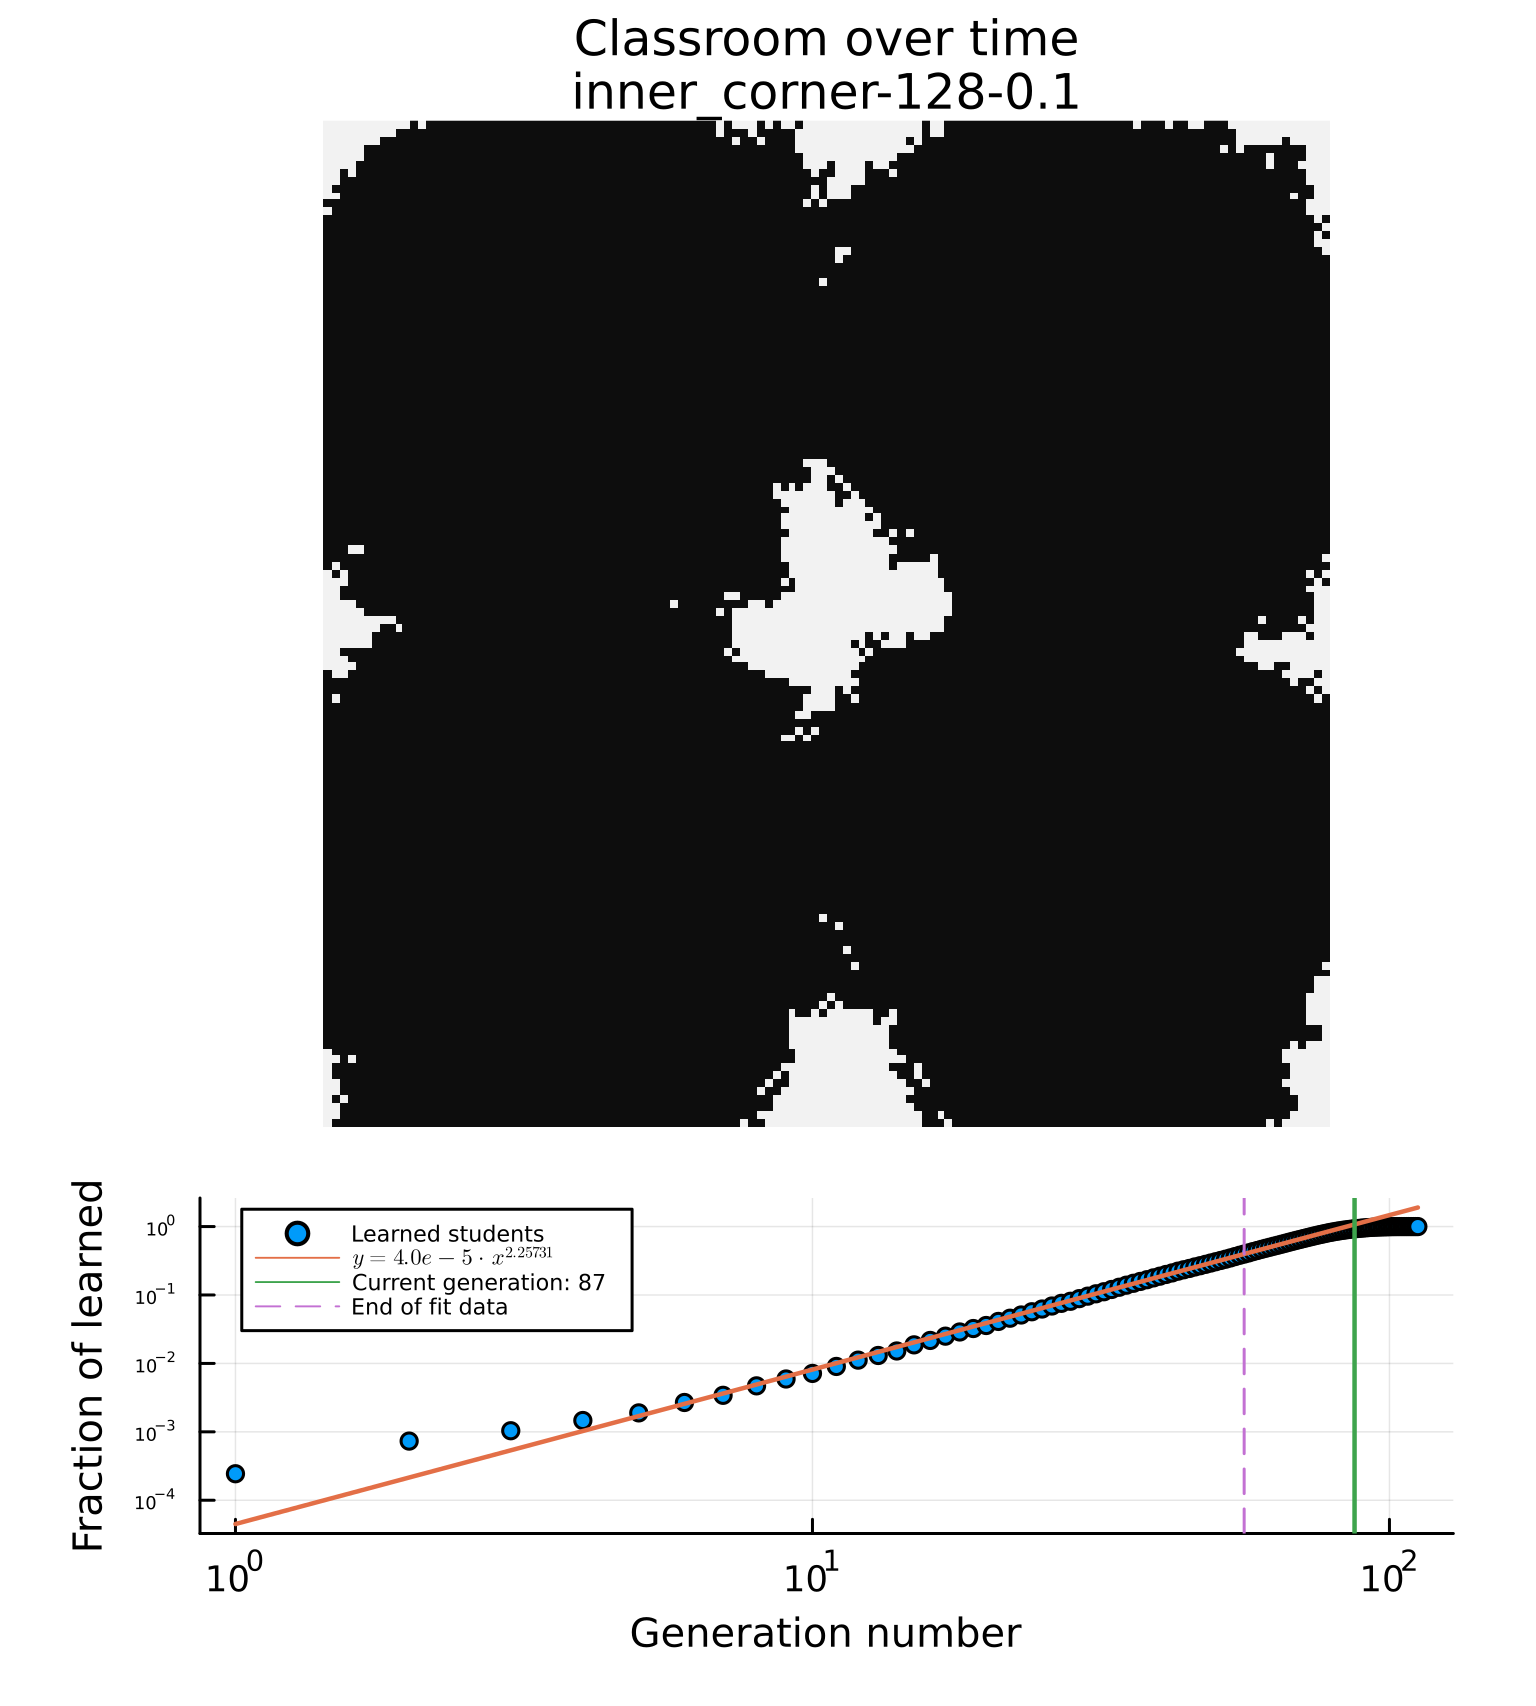 Classroom over time
inner_corner-128-0.1
Fraction of learned
10^0
10^-1
10^-2
10^-3
10^-4
Learned students
y = 4.0e − 5 · x^2.25731
Current generation: 87
End of fit data
10^0
10^1
10^2
Generation number